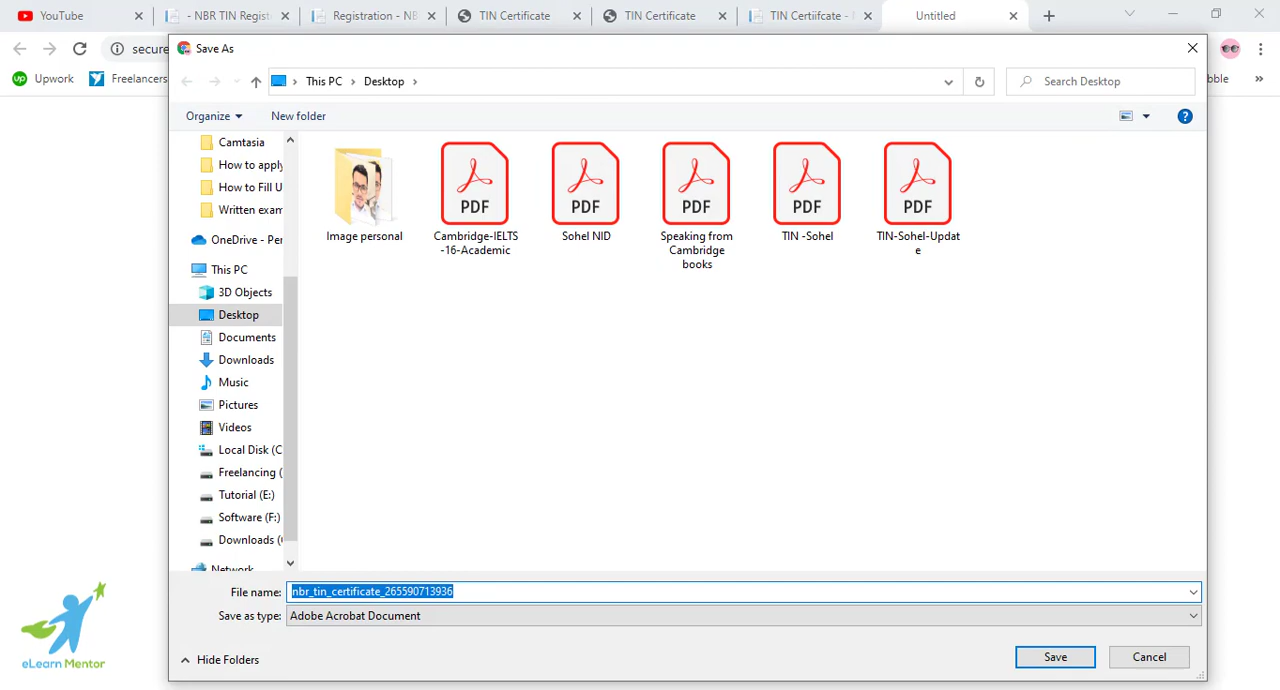 YouTube
- NBR TIN Regist
Registration - NB
TIN Certificate
TIN Certificate
TIN Certiifcate -
Untitled
secure
Up Upwork
Freelancers
bble
Save As
This PC > Desktop >
Search Desktop
Organize
New folder
Camtasia
How to apply
How to Fill U
Written exam
OneDrive - Per
This PC
3D Objects
Desktop
Documents
Downloads
Music
Pictures
Videos
Local Disk (C
Freelancing (
Tutorial (E:)
Software (F:)
Downloads (
Network
PDF
PDF
PDF
PDF
PDF
Image personal
Cambridge-IELTS
-16-Academic
Sohel NID
Speaking from
Cambridge
books
TIN -Sohel
TIN-Sohel-Updat
e
File name: nbr_tin_certificate_265590713936
Save as type: Adobe Acrobat Document
Hide Folders
Save
Cancel
eLearn Mentor